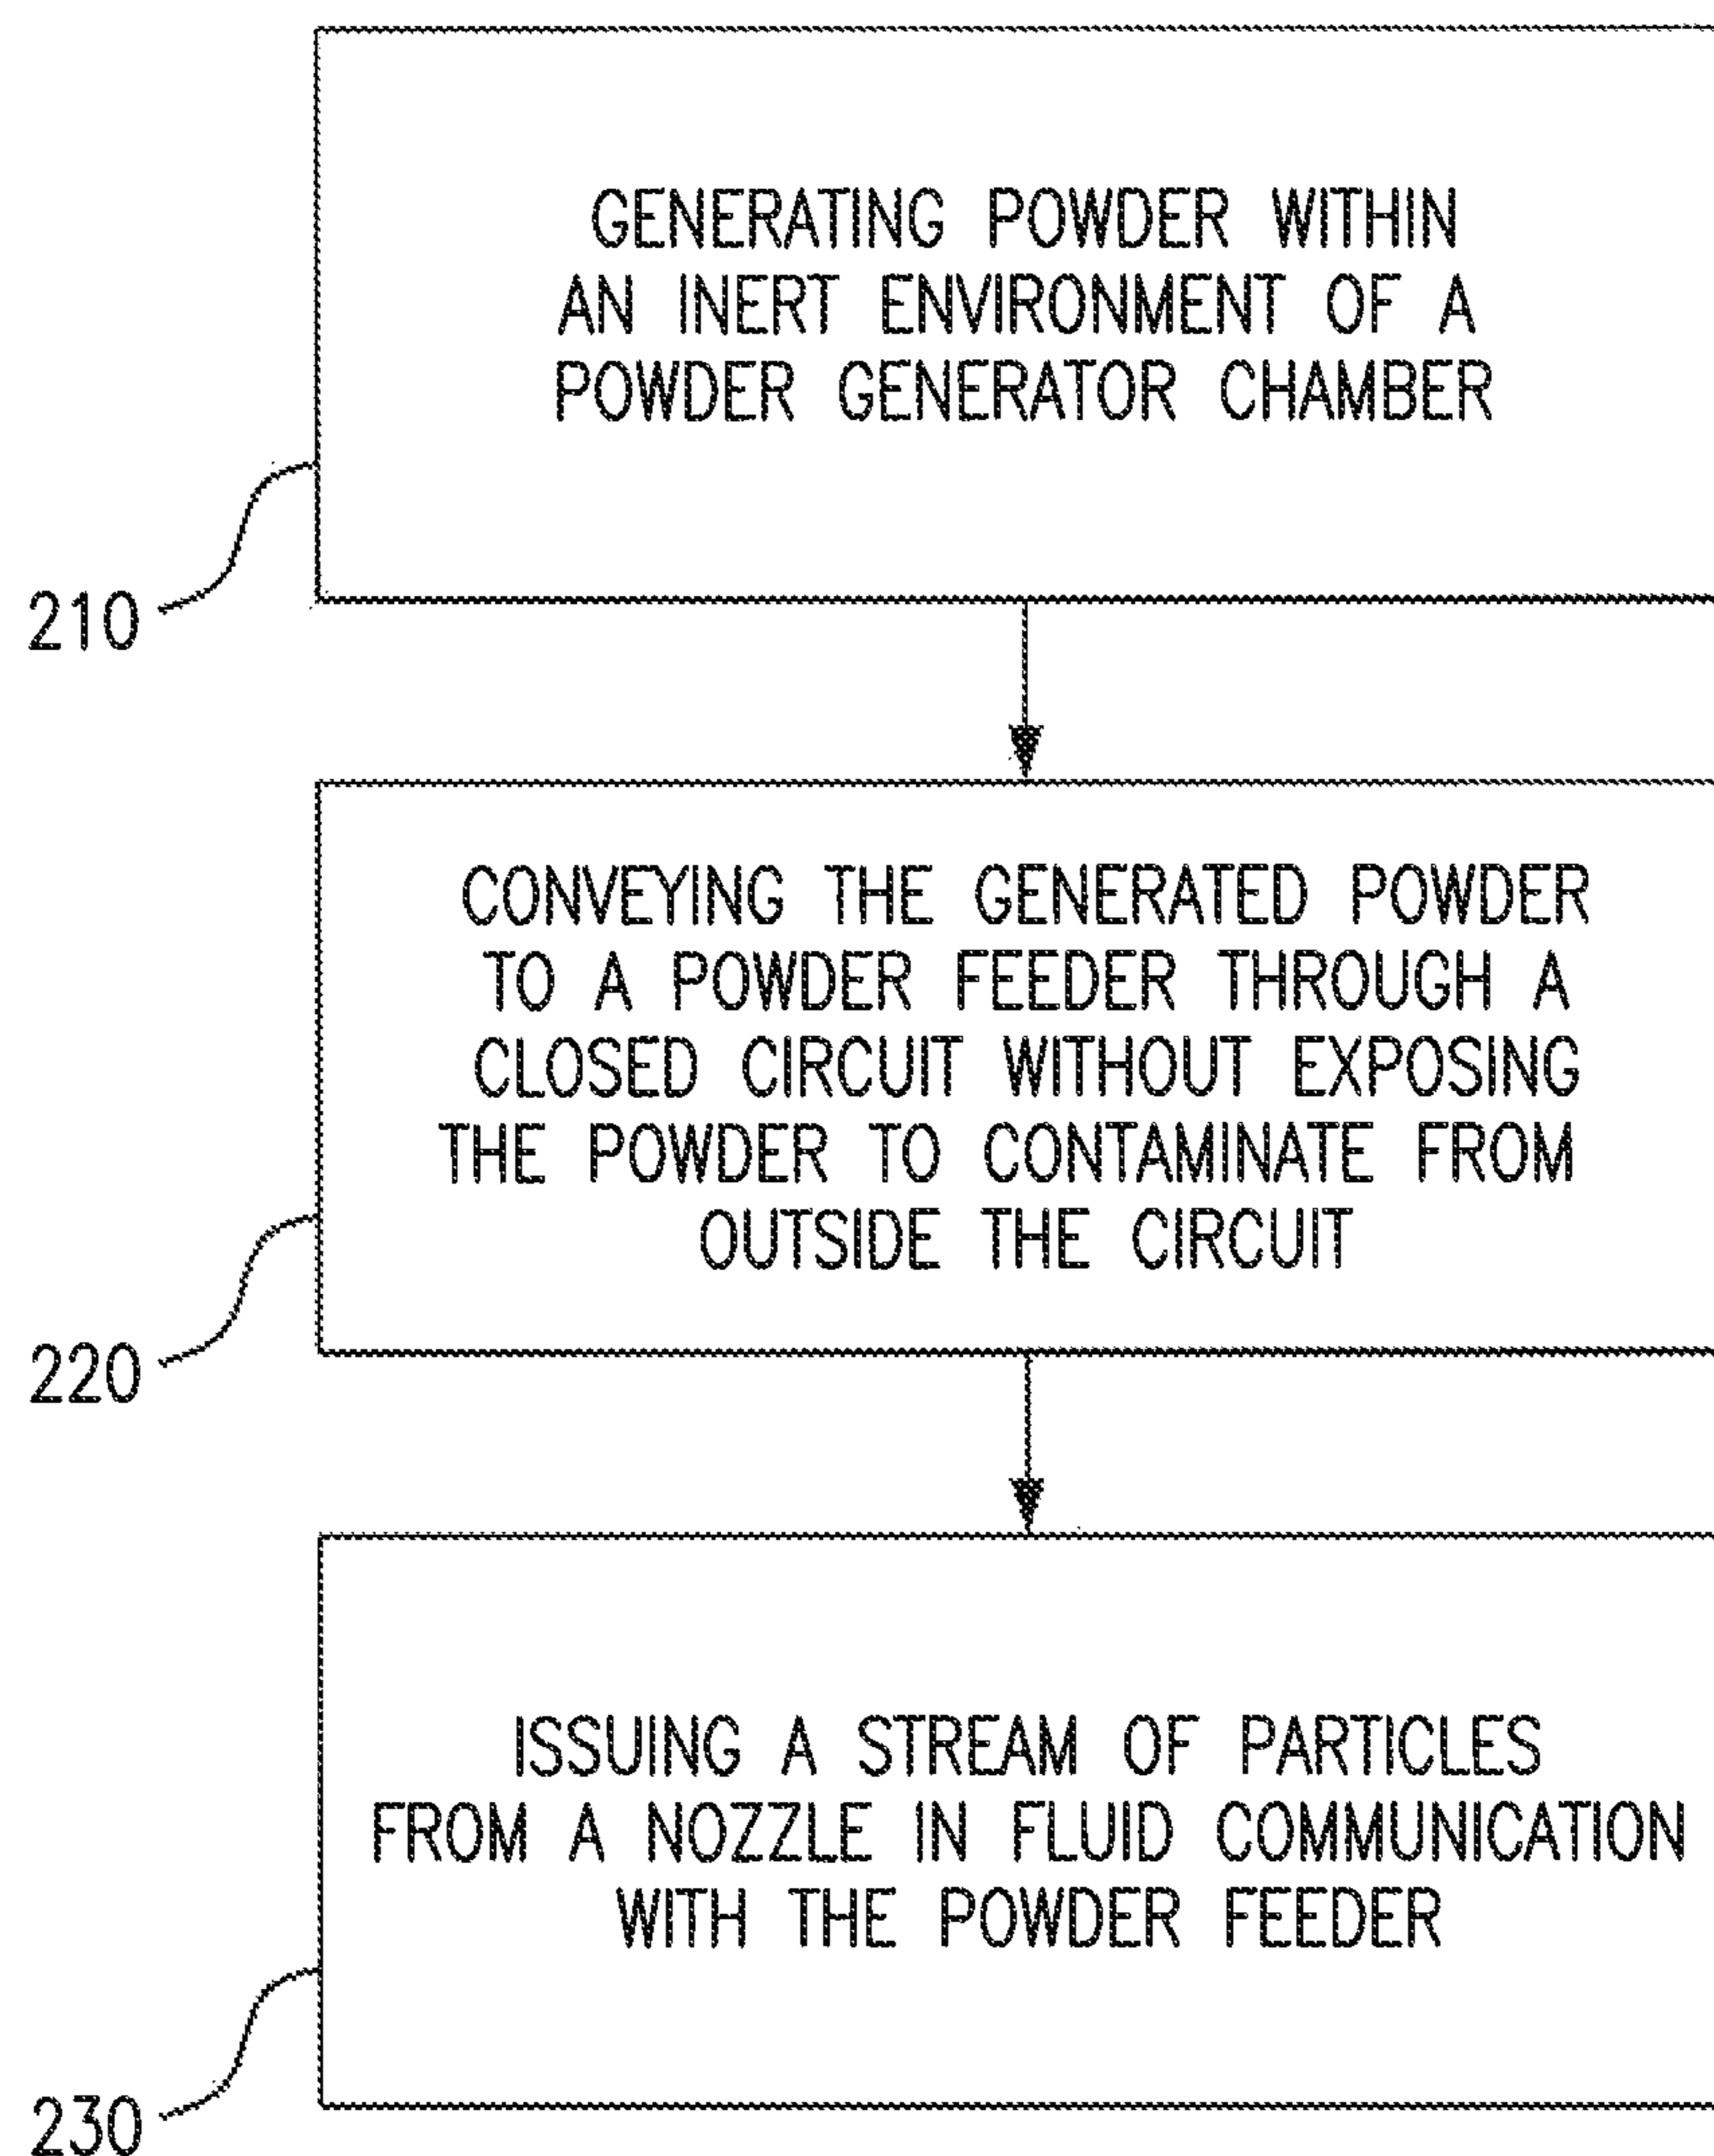 GENERATING POWDER WITHIN
AN INERT ENVIRONMENT OF A
POWDER GENERATOR CHAMBER
210
CONVEYING THE GENERATED POWDER
TO A POWDER FEEDER THROUGH A
CLOSED CIRCUIT WITHOUT EXPOSING
THE POWDER TO CONTAMINATE FROM
OUTSIDE THE CIRCUIT
220
ISSUING A STREAM OF PARTICLES
FROM A NOZZLE IN FLUID COMMUNICATION
WITH THE POWDER FEEDER
230